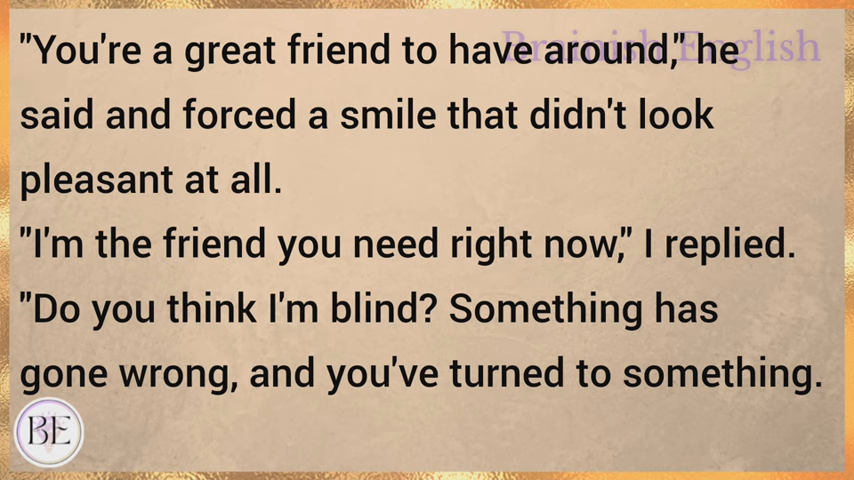 Brainish English
"You're a great friend to have around," he
said and forced a smile that didn't look
pleasant at all.
"I'm the friend you need right now," I replied.
"Do you think I'm blind? Something has
gone wrong, and you've turned to something.
BE